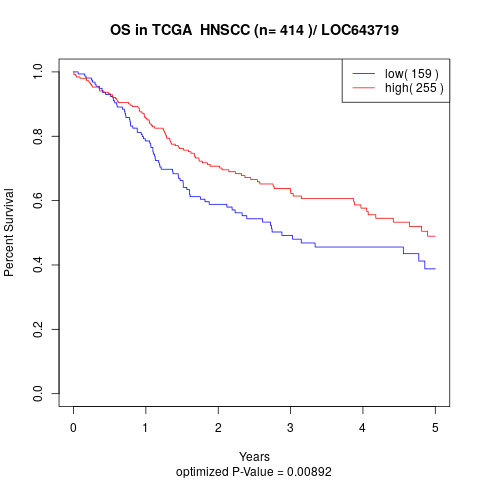 OS in TCGA  HNSCC (n= 414 )/ LOC643719
low( 159 )
high( 255 )
Percent Survival
1.0
0.8
0.6
0.4
0.2
0.0
0 1 2 3 4 5
Years
optimized P-Value = 0.00892